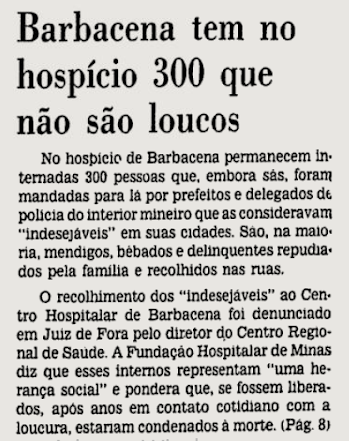 Barbacena tem no
hospício 300 que
não são loucos
No hospício de Barbacena permanecem in-
ternadas 300 pessoas que, embora sãs, foram
mandadas para lá por prefeitos e delegados de
polícia do interior mineiro que as consideravam
"indesejáveis" em suas cidades. São, na maio-
ria, mendigos, bêbados e delinquentes repudia-
dos pela família e recolhidos nas ruas.
O recolhimento dos "indesejáveis" ao Cen-
tro Hospitalar de Barbacena foi denunciado
em Juiz de Fora pelo diretor do Centro Regio-
nal de Saúde. A Fundação Hospitalar de Minas
diz que esses internos representam "uma he-
rança social" e pondera que, se fossem libera-
dos, após anos em contato cotidiano com a
loucura, estariam condenados à morte. (Pág. 8)